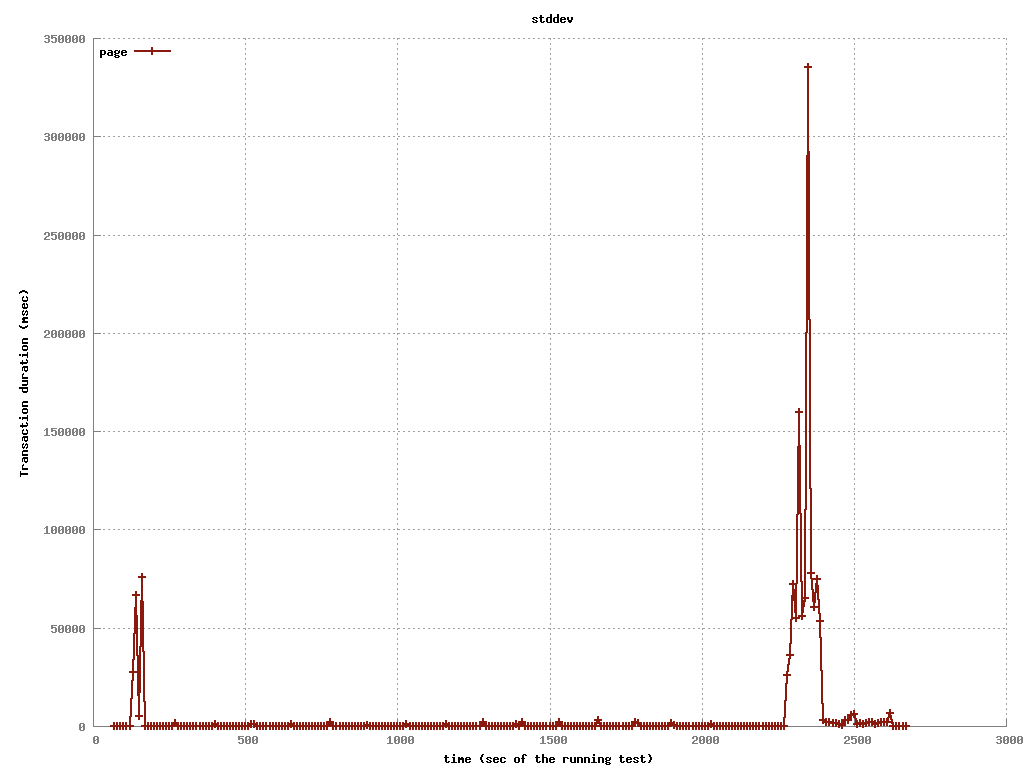 stddev
page
350000
300000
250000
200000
150000
100000
50000
0
Transaction duration (msec)
0 500 1000 1500 2000 2500 3000
time (sec of the running test)